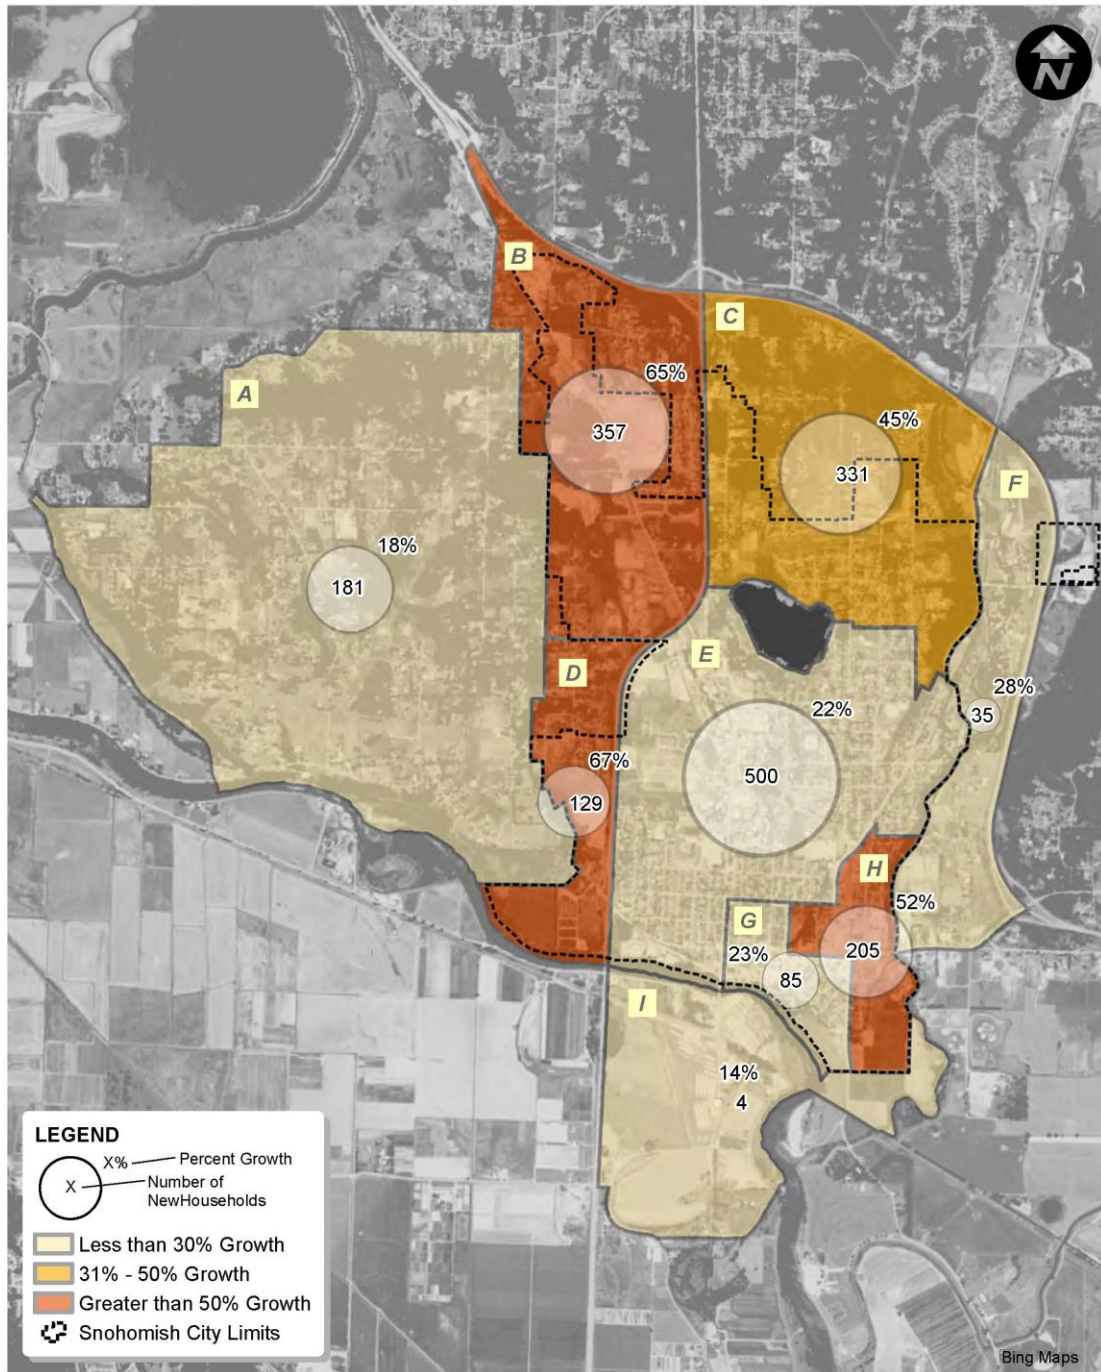 N
B
C
65%
A
45%
357
331
F
18%
181
E
D
28%
22%
35
67%
500
129
H
52%
G
23%
205
85
I
14%
4
LEGEND
X%
Percent Growth
X
Number of
NewHouseholds
Less than 30% Growth
31% - 50% Growth
Greater than 50% Growth
Snohomish City Limits
Bing Maps